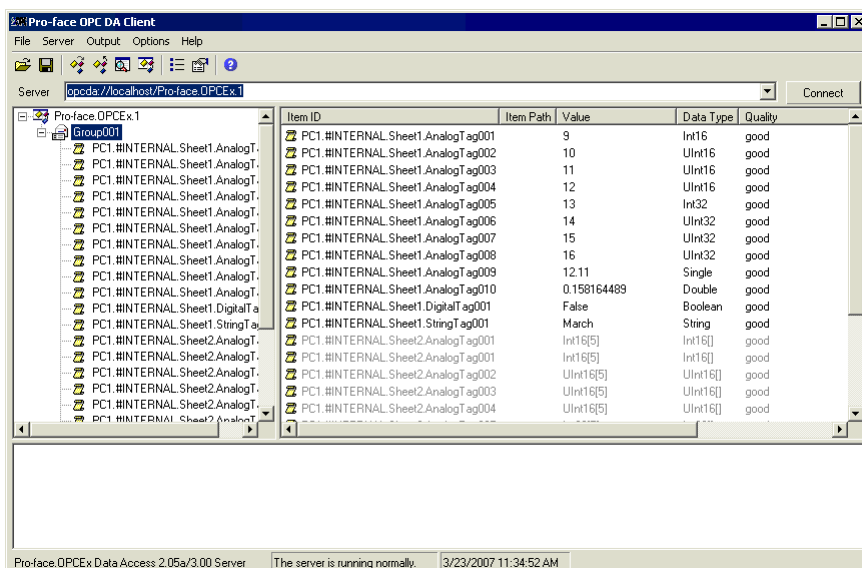 Pro-face OPC DA Client
File Server Output Options Help
Server opcda://localhost/Pro-face.OPCEx.1 Connect
Pro-face.OPCEx.1
Group001
PC1.#INTERNAL.Sheet1.AnalogT
PC1.#INTERNAL.Sheet1.AnalogT
PC1.#INTERNAL.Sheet1.AnalogT
PC1.#INTERNAL.Sheet1.AnalogT
PC1.#INTERNAL.Sheet1.AnalogT
PC1.#INTERNAL.Sheet1.AnalogT
PC1.#INTERNAL.Sheet1.AnalogT
PC1.#INTERNAL.Sheet1.AnalogT
PC1.#INTERNAL.Sheet1.AnalogT
PC1.#INTERNAL.Sheet1.AnalogT
PC1.#INTERNAL.Sheet1.DigitalTa
PC1.#INTERNAL.Sheet1.StringTa
PC1.#INTERNAL.Sheet2.AnalogT
PC1.#INTERNAL.Sheet2.AnalogT
PC1.#INTERNAL.Sheet2.AnalogT
PC1.#INTERNAL.Sheet2.AnalogT
PC1.#INTERNAL.Sheet2.AnalogT
PC1.#INTERNAL.Sheet2.AnalogT
Item ID Item Path Value Data Type Quality
PC1.#INTERNAL.Sheet1.AnalogTag001 9 Int16 good
PC1.#INTERNAL.Sheet1.AnalogTag002 10 UInt16 good
PC1.#INTERNAL.Sheet1.AnalogTag003 11 UInt16 good
PC1.#INTERNAL.Sheet1.AnalogTag004 12 UInt16 good
PC1.#INTERNAL.Sheet1.AnalogTag005 13 Int32 good
PC1.#INTERNAL.Sheet1.AnalogTag006 14 UInt32 good
PC1.#INTERNAL.Sheet1.AnalogTag007 15 UInt32 good
PC1.#INTERNAL.Sheet1.AnalogTag008 16 UInt32 good
PC1.#INTERNAL.Sheet1.AnalogTag009 12.11 Single good
PC1.#INTERNAL.Sheet1.AnalogTag010 0.158164489 Double good
PC1.#INTERNAL.Sheet1.DigitalTag001 False Boolean good
PC1.#INTERNAL.Sheet1.StringTag001 March String good
PC1.#INTERNAL.Sheet2.AnalogTag001 Int16[5] Int16[] good
PC1.#INTERNAL.Sheet2.AnalogTag001 Int16[5] Int16[] good
PC1.#INTERNAL.Sheet2.AnalogTag002 UInt16[5] UInt16[] good
PC1.#INTERNAL.Sheet2.AnalogTag003 UInt16[5] UInt16[] good
PC1.#INTERNAL.Sheet2.AnalogTag004 UInt16[5] UInt16[] good
Pro-face.OPCEx Data Access 2.05a/3.00 Server The server is running normally. 3/23/2007 11:34:52 AM